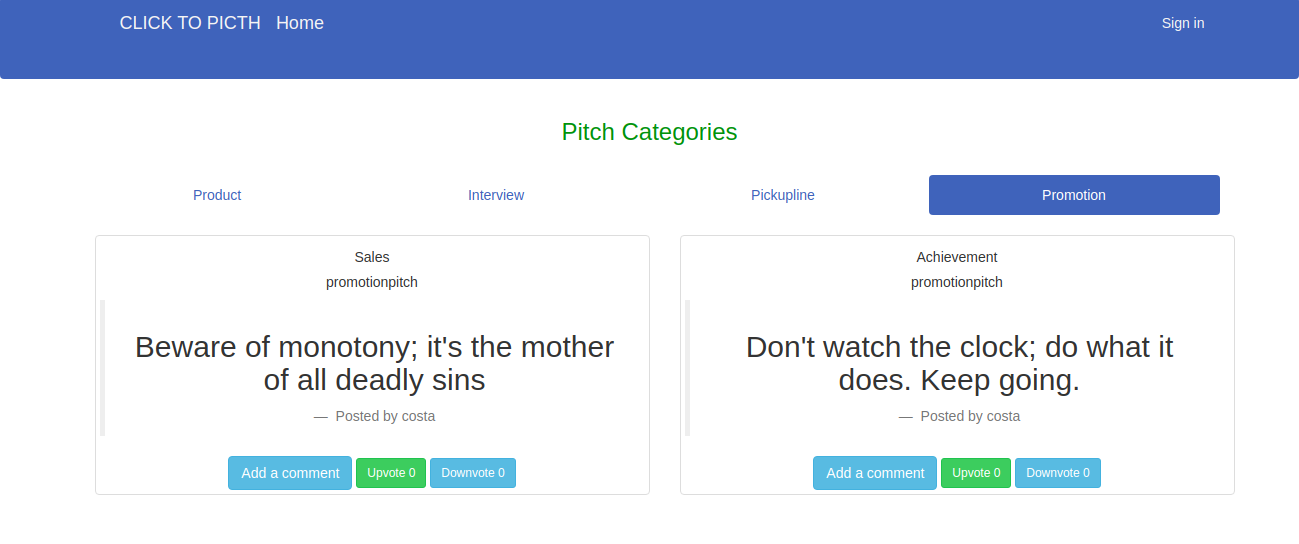 CLICK TO PICTH Home Sign in
Pitch Categories
Product Interview Pickupline Promotion
Sales
promotionpitch
Beware of monotony; it's the mother
of all deadly sins
— Posted by costa
Add a comment Upvote 0 Downvote 0
Achievement
promotionpitch
Don't watch the clock; do what it
does. Keep going.
— Posted by costa
Add a comment Upvote 0 Downvote 0